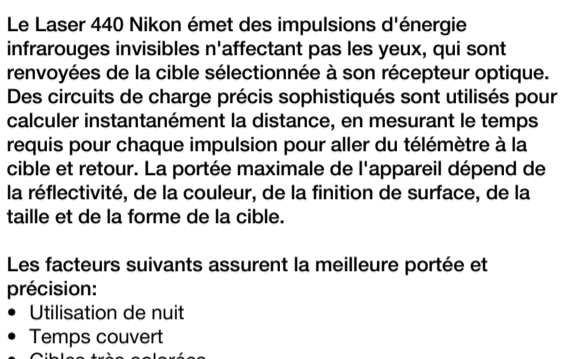 Le Laser 440 Nikon émet des impulsions d'énergie
infrarouges invisibles n'affectant pas les yeux, qui sont
renvoyées de la cible sélectionnée à son récepteur optique.
Des circuits de charge précis sophistiqués sont utilisés pour
calculer instantanément la distance, en mesurant le temps
requis pour chaque impulsion pour aller du télémètre à la
cible et retour. La portée maximale de l'appareil dépend de
la réflectivité, de la couleur, de la finition de surface, de la
taille et de la forme de la cible.
Les facteurs suivants assurent la meilleure portée et
précision:
• Utilisation de nuit
• Temps couvert
• Cibles très colorées